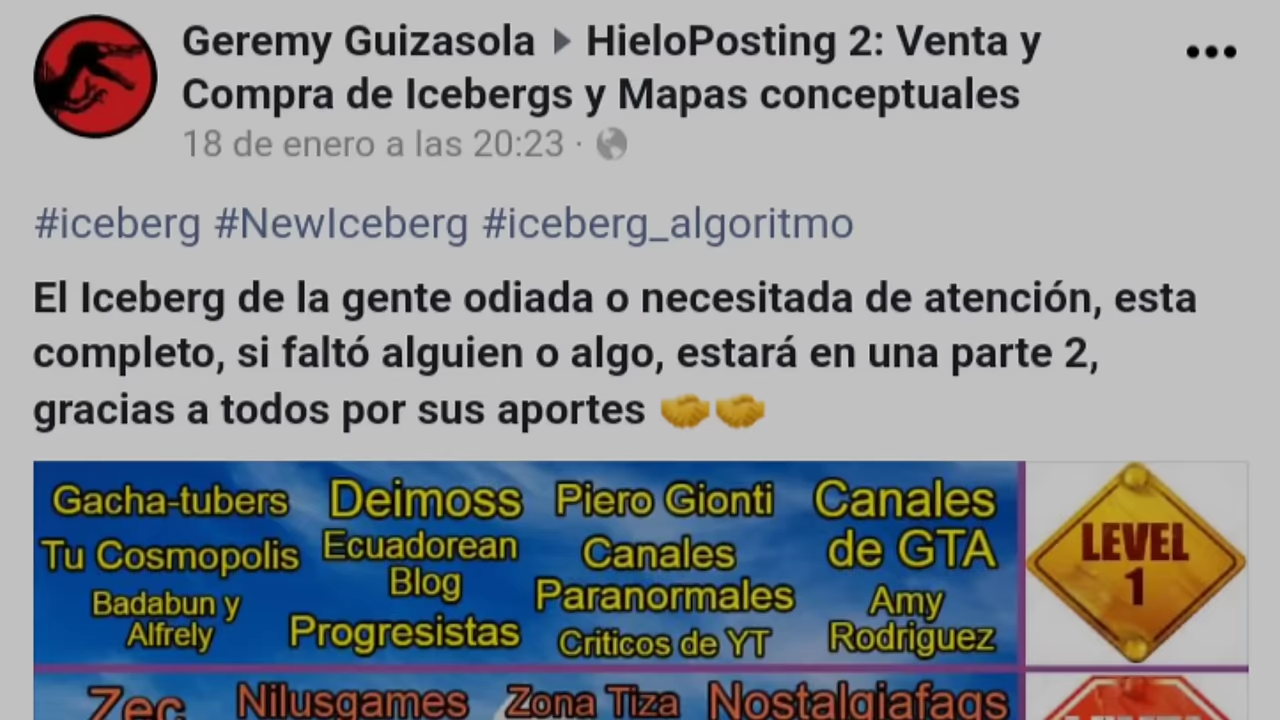 Geremy Guizasola ▸ HieloPosting 2: Venta y
Compra de Icebergs y Mapas conceptuales
18 de enero a las 20:23 ·
#iceberg #NewIceberg #iceberg_algoritmo
El Iceberg de la gente odiada o necesitada de atención, esta
completo, si faltó alguien o algo, estará en una parte 2,
gracias a todos por sus aportes 🤝🤝
Gacha-tubers
Deimoss
Piero Gionti
Canales
de GTA
Tu Cosmopolis
Ecuadorean
Blog
Canales
Paranormales
Badabun y
Alfrely
Progresistas
Criticos de YT
Amy
Rodriguez
LEVEL
1
Zec
Nilusgames
Zona Tiza
Nostalgiafags